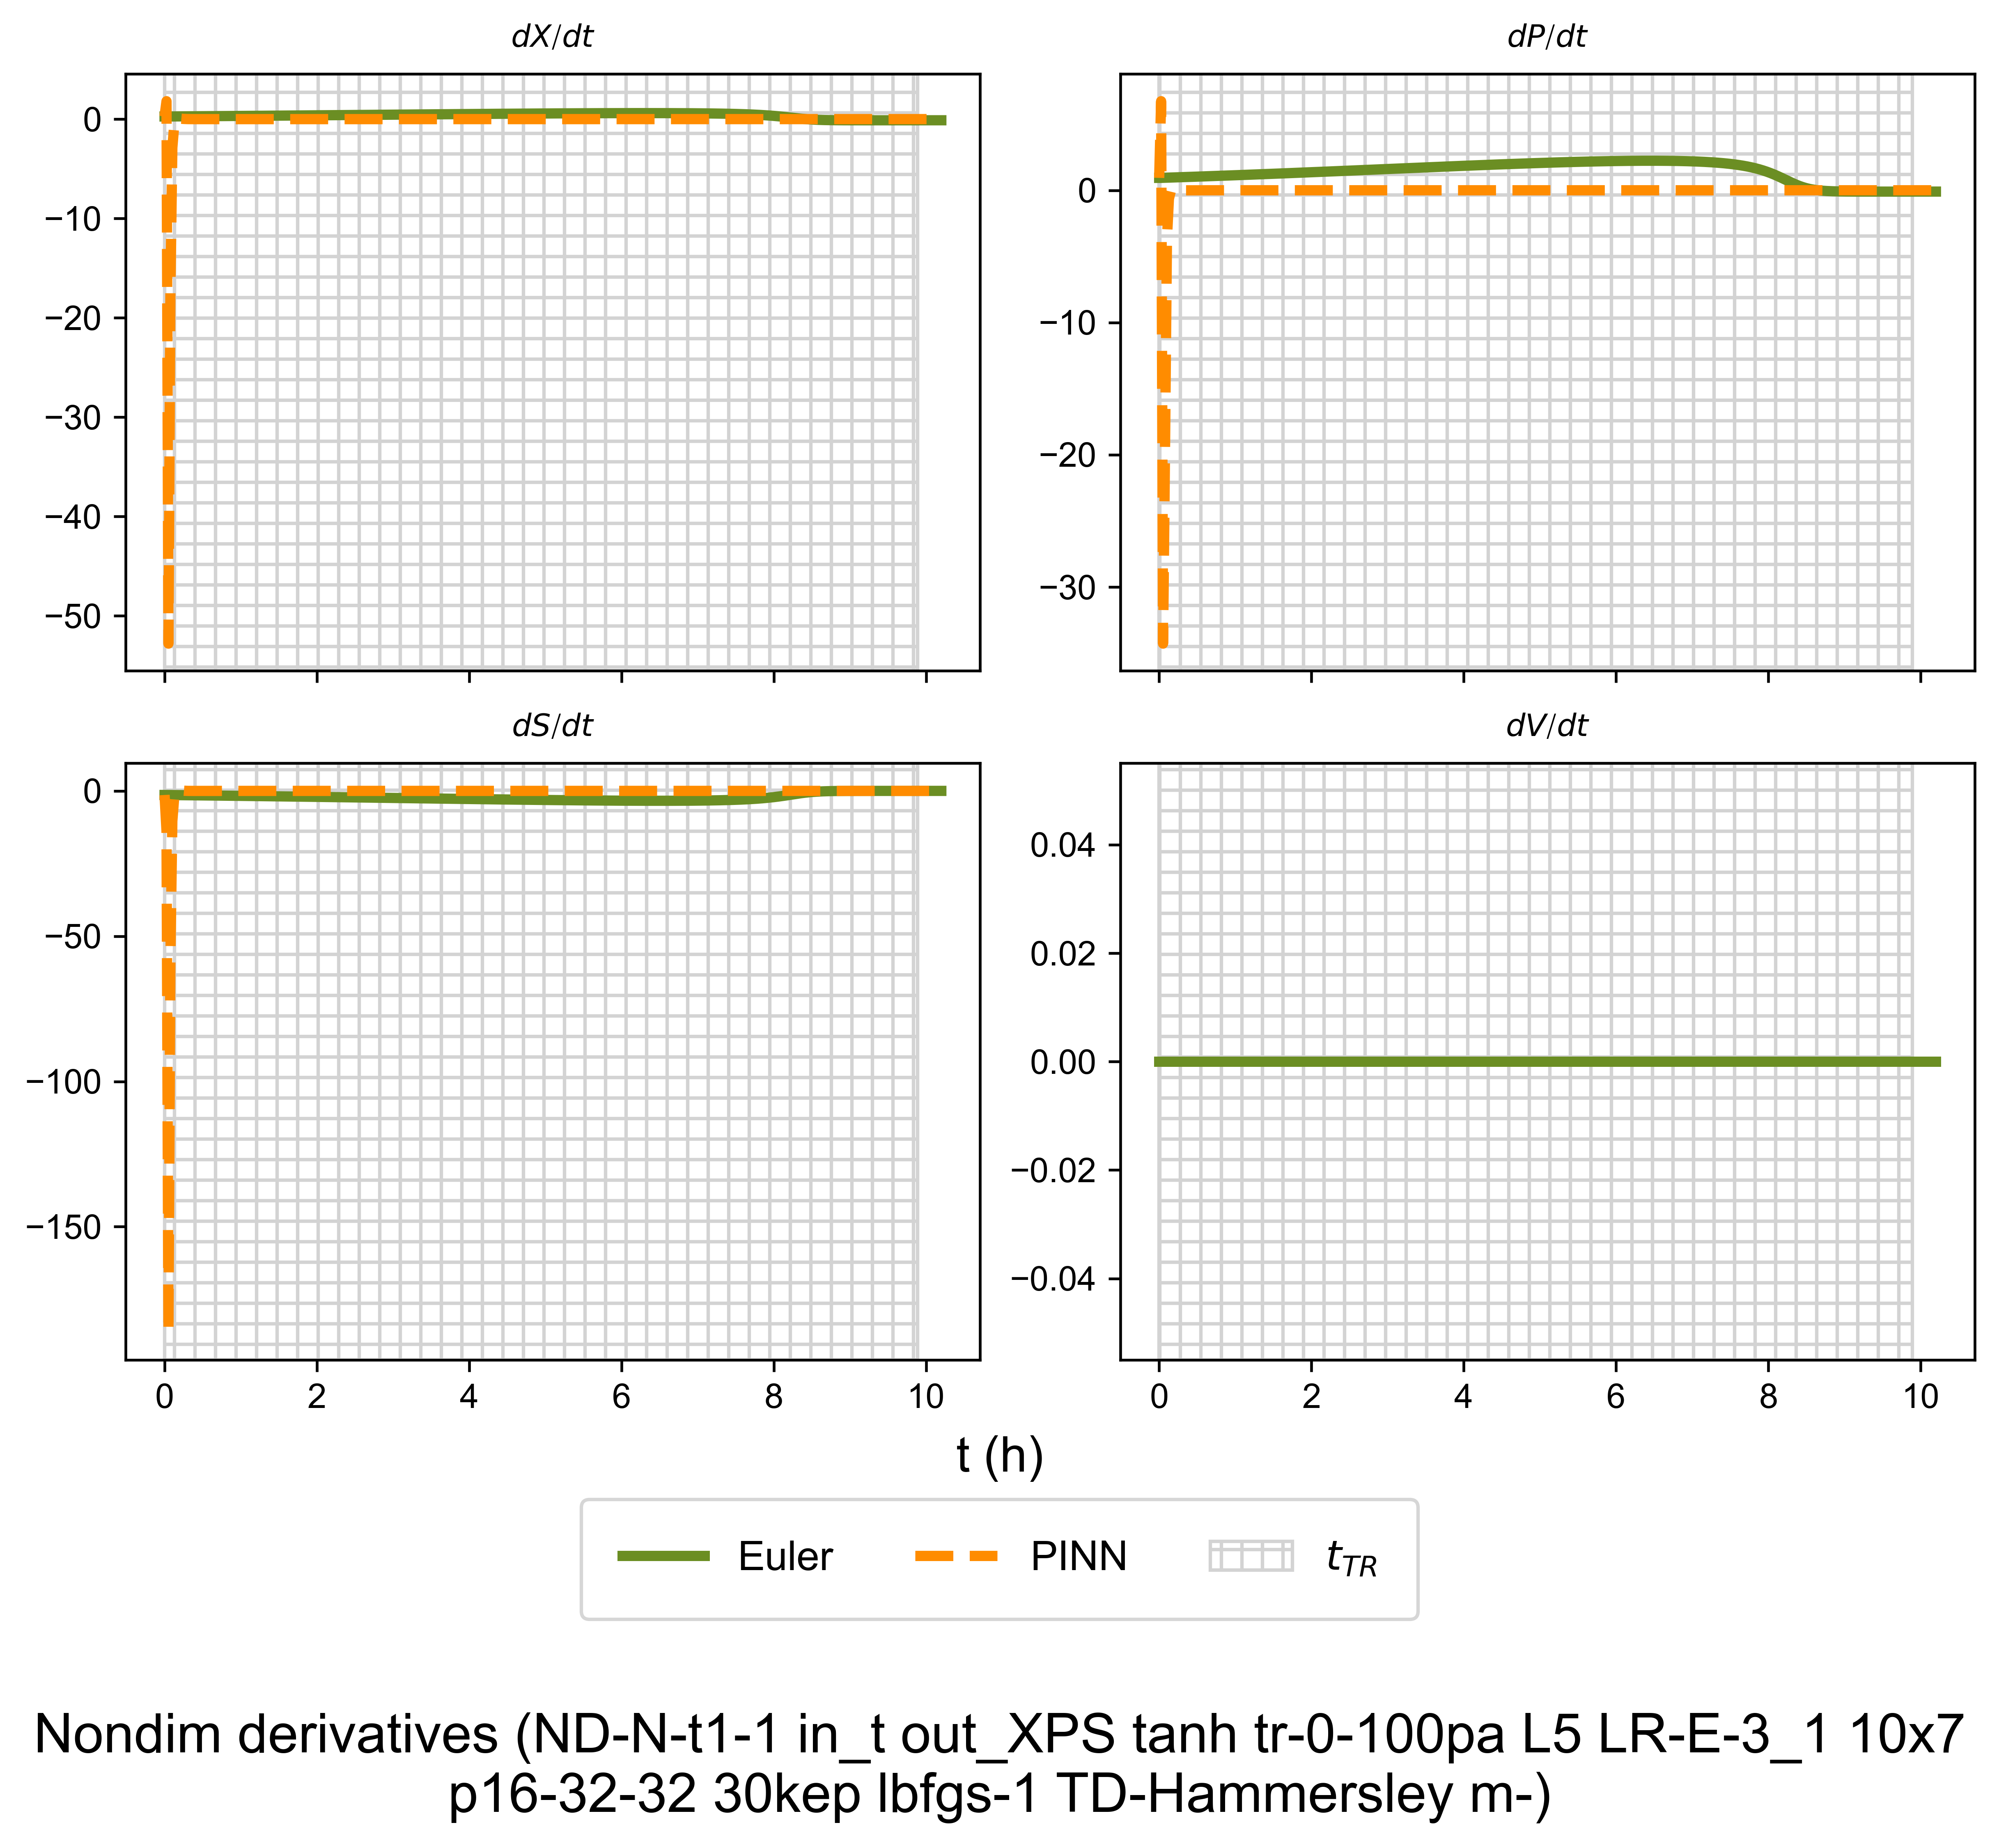 dX/dt
dP/dt
0
−10
−20
−30
−40
−50
0
−10
−20
−30
dS/dt
dV/dt
0
−50
−100
−150
0.04
0.02
0.00
−0.02
−0.04
0 2 4 6 8 10
0 2 4 6 8 10
t (h)
Euler PINN t_{TR}
Nondim derivatives (ND-N-t1-1 in_t out_XPS tanh tr-0-100pa L5 LR-E-3_1 10x7
p16-32-32 30kep lbfgs-1 TD-Hammersley m-)